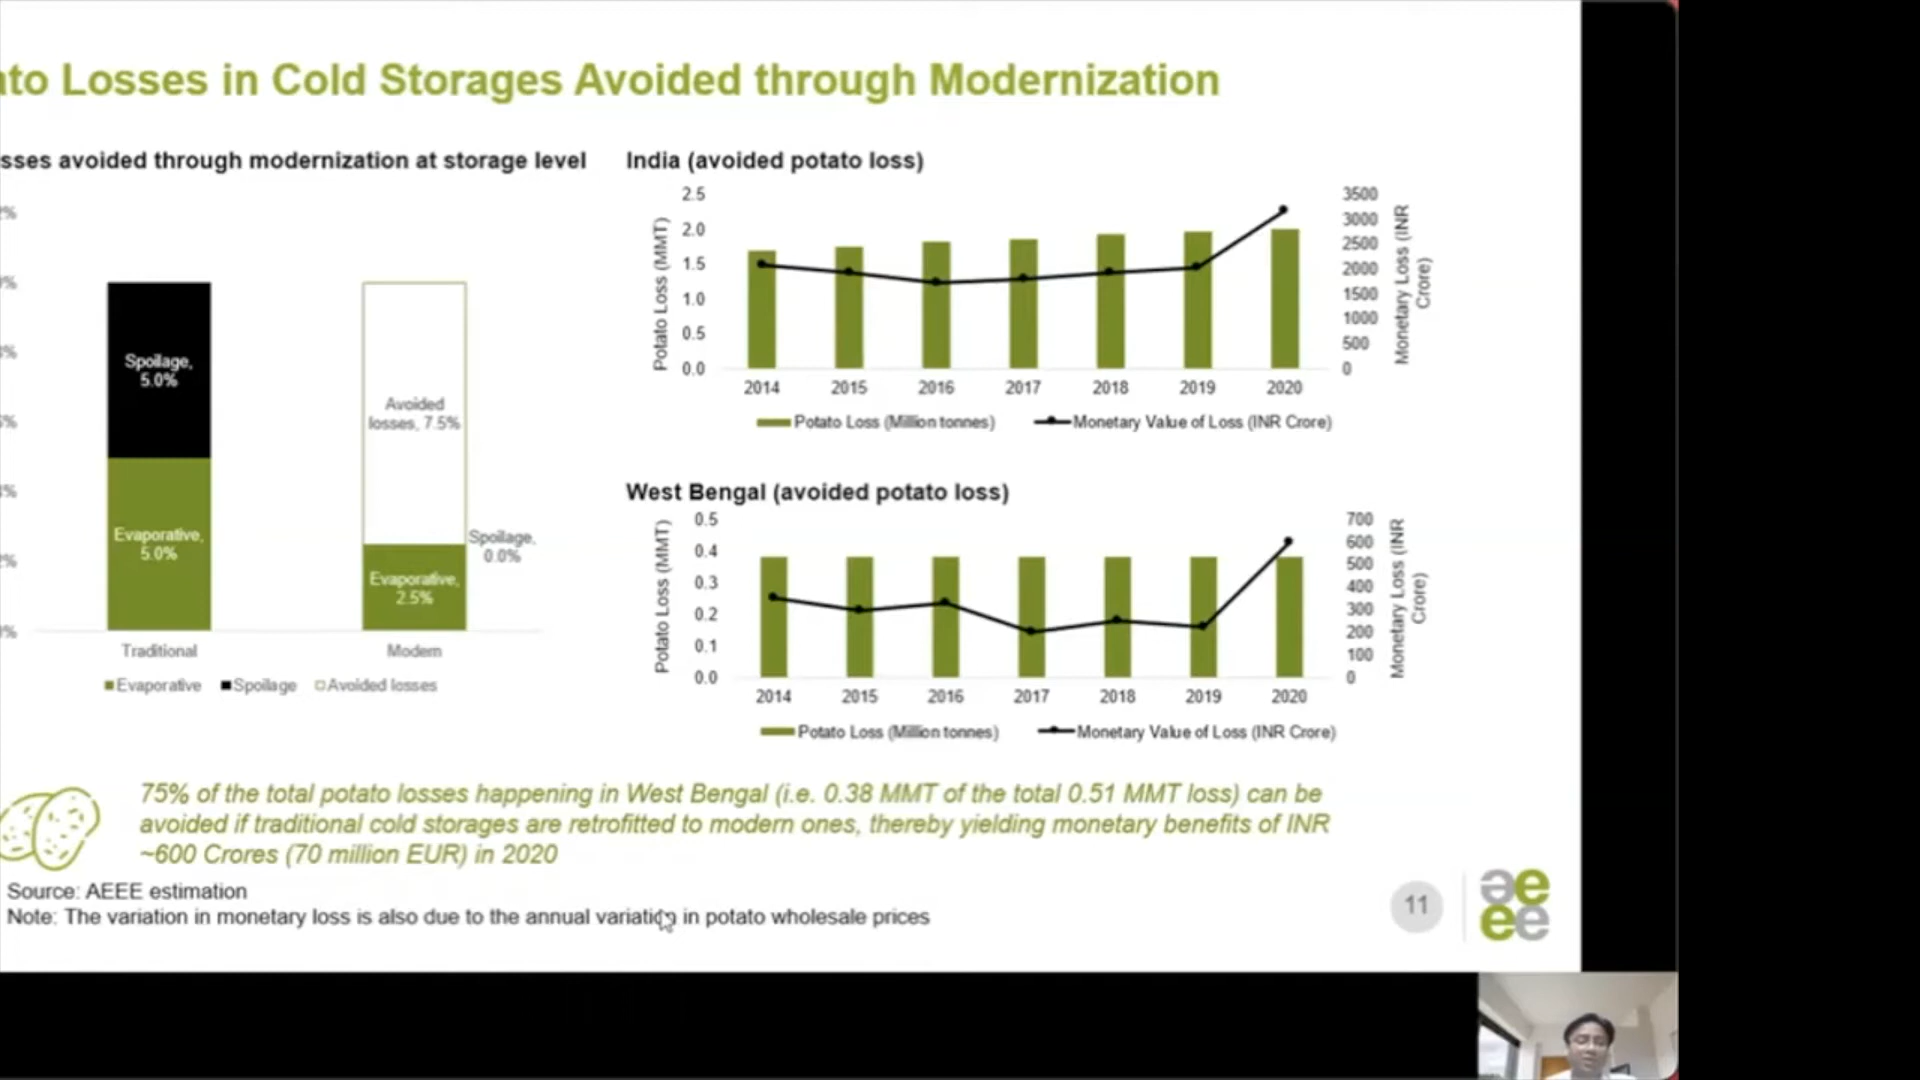 to Losses in Cold Storages Avoided through Modernization
sses avoided through modernization at storage level
Spoilage,
5.0%
Evaporative,
5.0%
Avoided
losses, 7.5%
Evaporative,
2.5%
Spoilage,
0.0%
Traditional
Modern
Evaporative
Spoilage
Avoided losses
India (avoided potato loss)
Potato Loss (MMT)
2.5
2.0
1.5
1.0
0.5
0.0
3500
3000
2500
2000
1500
1000
500
0
Monetary Loss (INR
Crore)
2014 2015 2016 2017 2018 2019 2020
Potato Loss (Million tonnes)
Monetary Value of Loss (INR Crore)
West Bengal (avoided potato loss)
Potato Loss (MMT)
0.5
0.4
0.3
0.2
0.1
0.0
700
600
500
400
300
200
100
0
Monetary Loss (INR
Crore)
2014 2015 2016 2017 2018 2019 2020
Potato Loss (Million tonnes)
Monetary Value of Loss (INR Crore)
75% of the total potato losses happening in West Bengal (i.e. 0.38 MMT of the total 0.51 MMT loss) can be
avoided if traditional cold storages are retrofitted to modern ones, thereby yielding monetary benefits of INR
~600 Crores (70 million EUR) in 2020
Source: AEEE estimation
Note: The variation in monetary loss is also due to the annual variation in potato wholesale prices
11
ae
ee